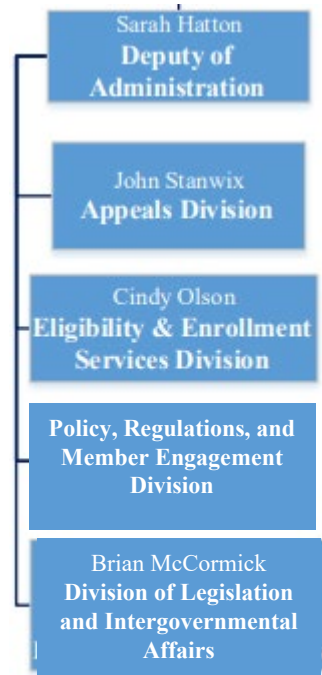 Sarah Hatton
Deputy of
Administration
John Stanwix
Appeals Division
Cindy Olson
Eligibility & Enrollment
Services Division
Policy, Regulations, and
Member Engagement
Division
Brian McCormick
Division of Legislation
and Intergovernmental
Affairs